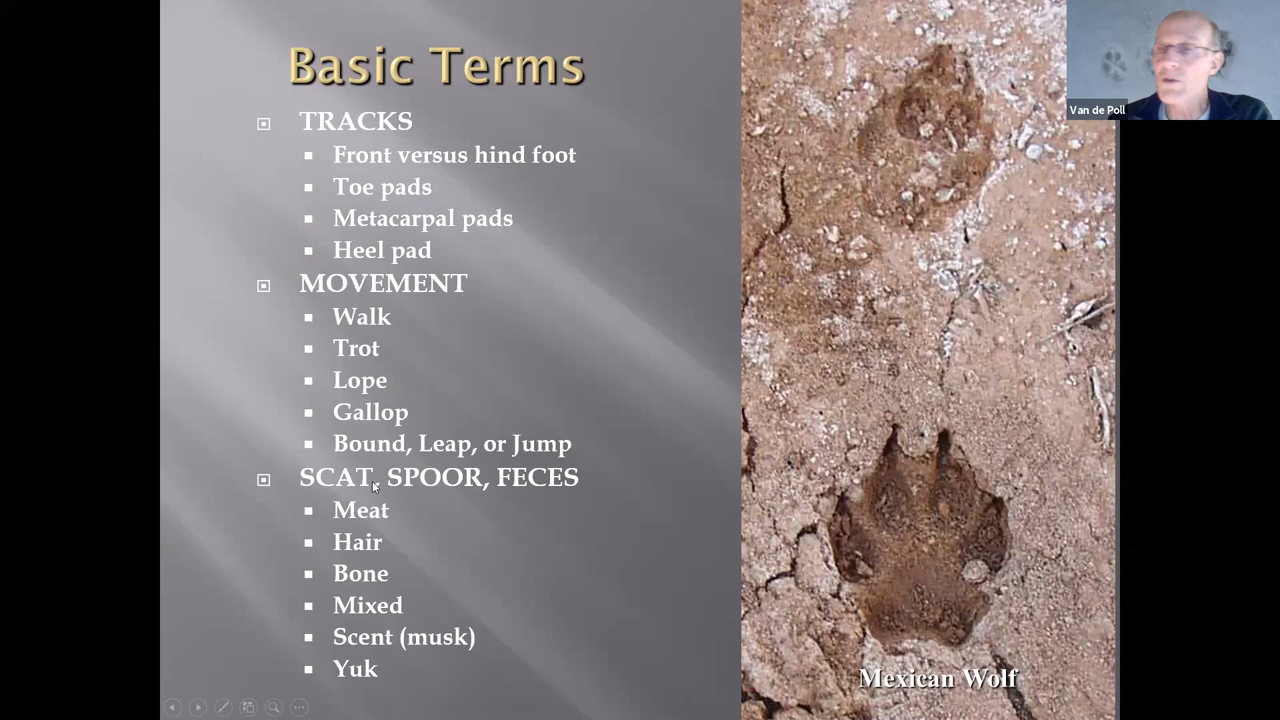 Basic Terms
TRACKS
Front versus hind foot
Toe pads
Metacarpal pads
Heel pad
MOVEMENT
Walk
Trot
Lope
Gallop
Bound, Leap, or Jump
SCAT, SPOOR, FECES
Meat
Hair
Bone
Mixed
Scent (musk)
Yuk
Mexican Wolf
Van de Poll